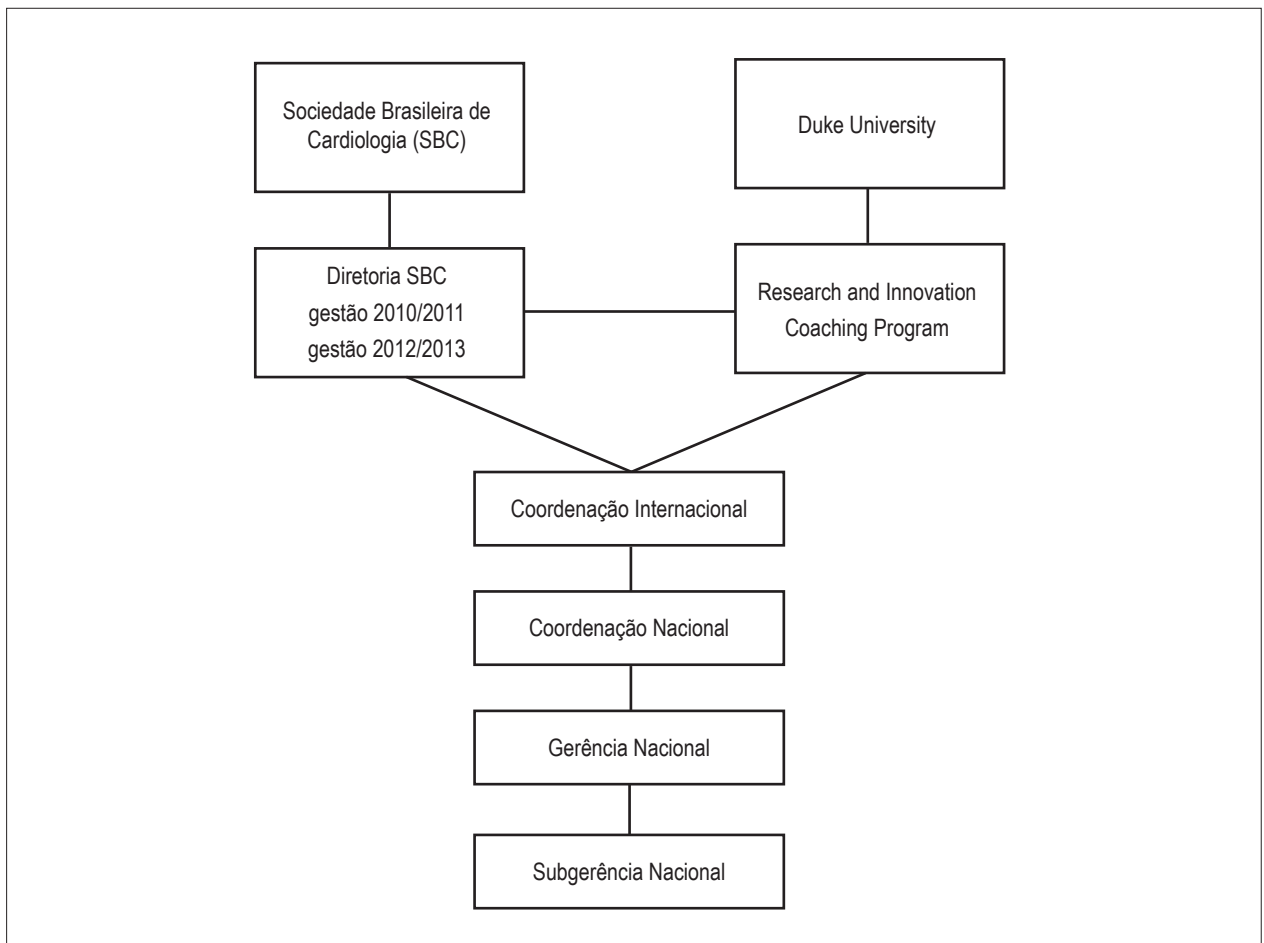 Sociedade Brasileira de
Cardiologia (SBC)
Duke University
Diretoria SBC
gestão 2010/2011
gestão 2012/2013
Research and Innovation
Coaching Program
Coordenação Internacional
Coordenação Nacional
Gerência Nacional
Subgerência Nacional